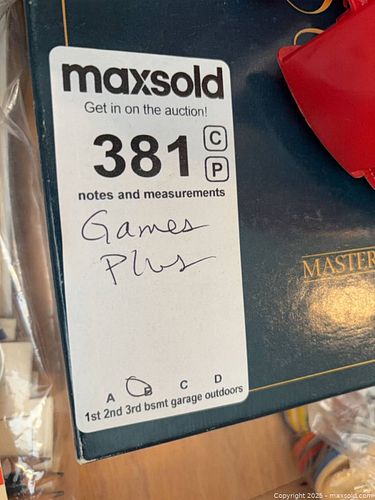 maxsold
Get in on the auction!
381 C
P
notes and measurements
Games
Plus
MASTER
A B C D
1st 2nd 3rd bsmt garage outdoors
Copyright 2025 - maxsold.com